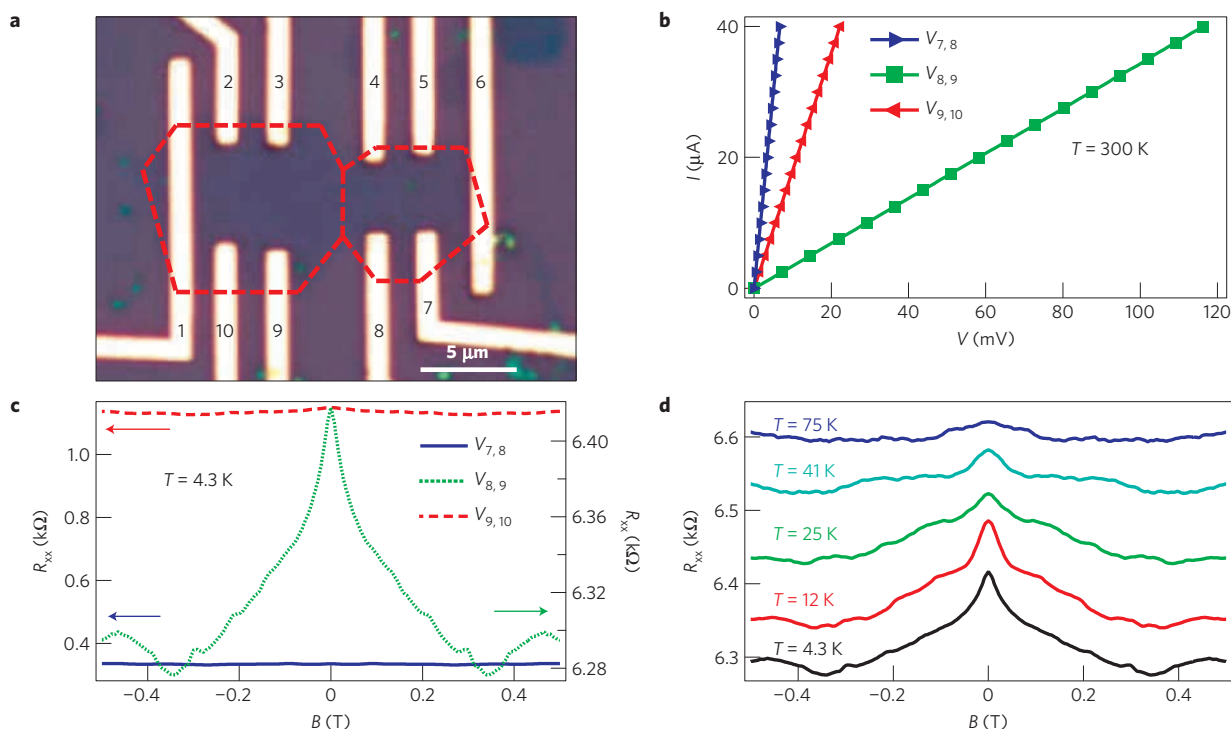 a
2
3
4
5
6
1
10
9
8
7
5 μm
b
V7, 8
V8, 9
V9, 10
T = 300 K
40
20
0
I (μA)
0 20 40 60 80 100 120
V (mV)
c
V7, 8
V8, 9
V9, 10
T = 4.3 K
1.0
0.8
0.6
0.4
Rxx (kΩ)
6.40
6.36
6.32
6.28
Rxx (kΩ)
−0.4 −0.2 0 0.2 0.4
B (T)
d
T = 75 K
T = 41 K
T = 25 K
T = 12 K
T = 4.3 K
6.6
6.5
6.4
6.3
Rxx (kΩ)
−0.4 −0.2 0 0.2 0.4
B (T)